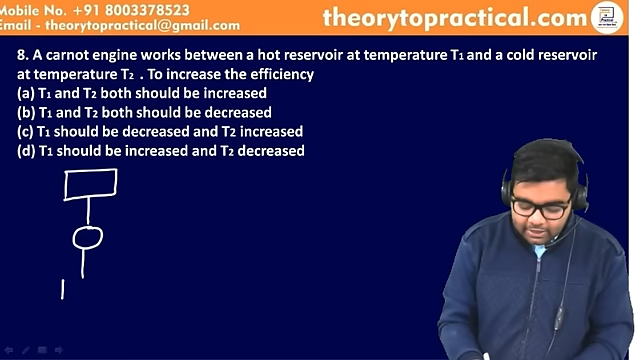 Mobile No. +91 8003378523
Email - theorytopractical@gmail.com
theorytopractical.com
8. A carnot engine works between a hot reservoir at temperature T₁ and a cold reservoir
at temperature T₂ . To increase the efficiency
(a) T₁ and T₂ both should be increased
(b) T₁ and T₂ both should be decreased
(c) T₁ should be decreased and T₂ increased
(d) T₁ should be increased and T₂ decreased